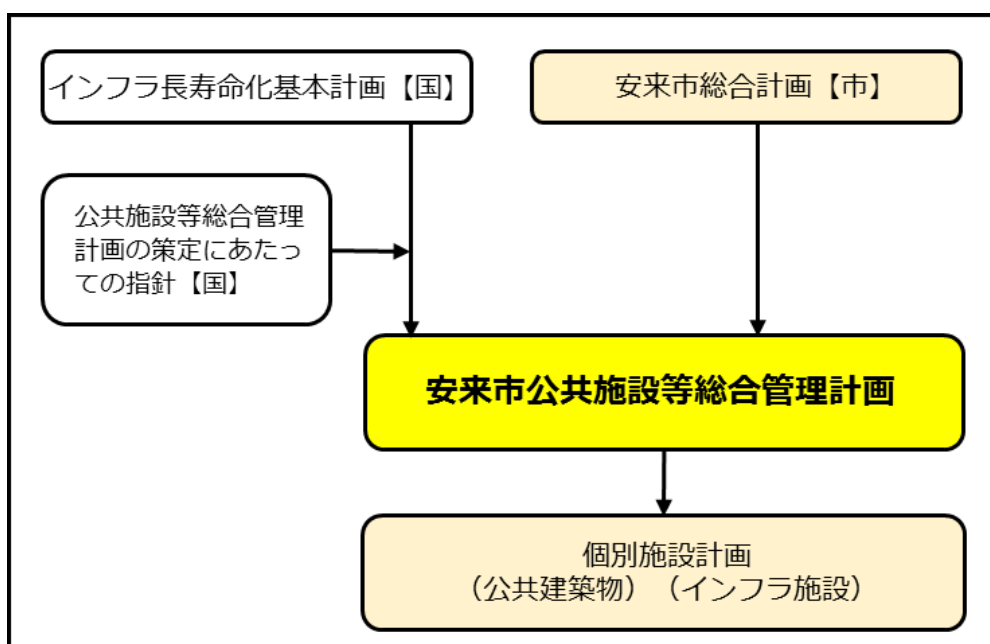 インフラ長寿命化基本計画【国】
安来市総合計画【市】
公共施設等総合管理
計画の策定にあたっ
ての指針【国】
安来市公共施設等総合管理計画
個別施設計画
（公共建築物）（インフラ施設）